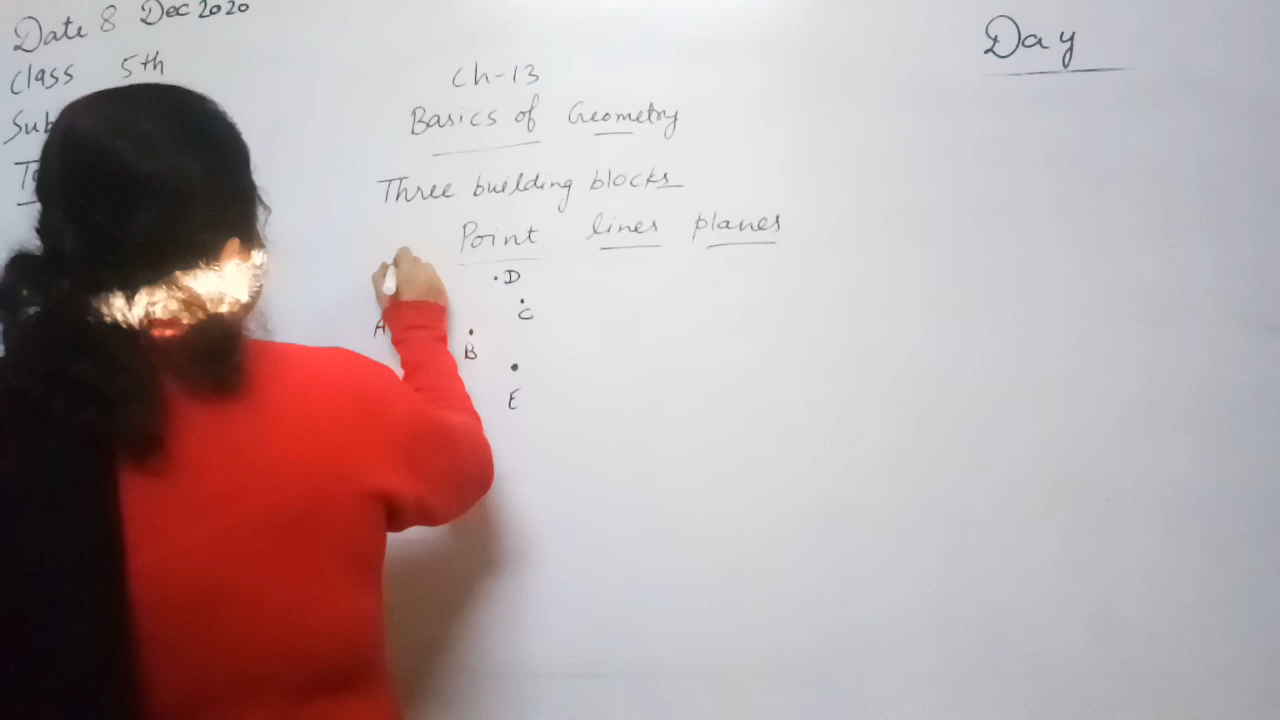 Date 8 Dec 2020
Class 5th
Day
Ch-13
Basics of Geometry
Three building blocks
Point lines planes
D
C
A
B
E